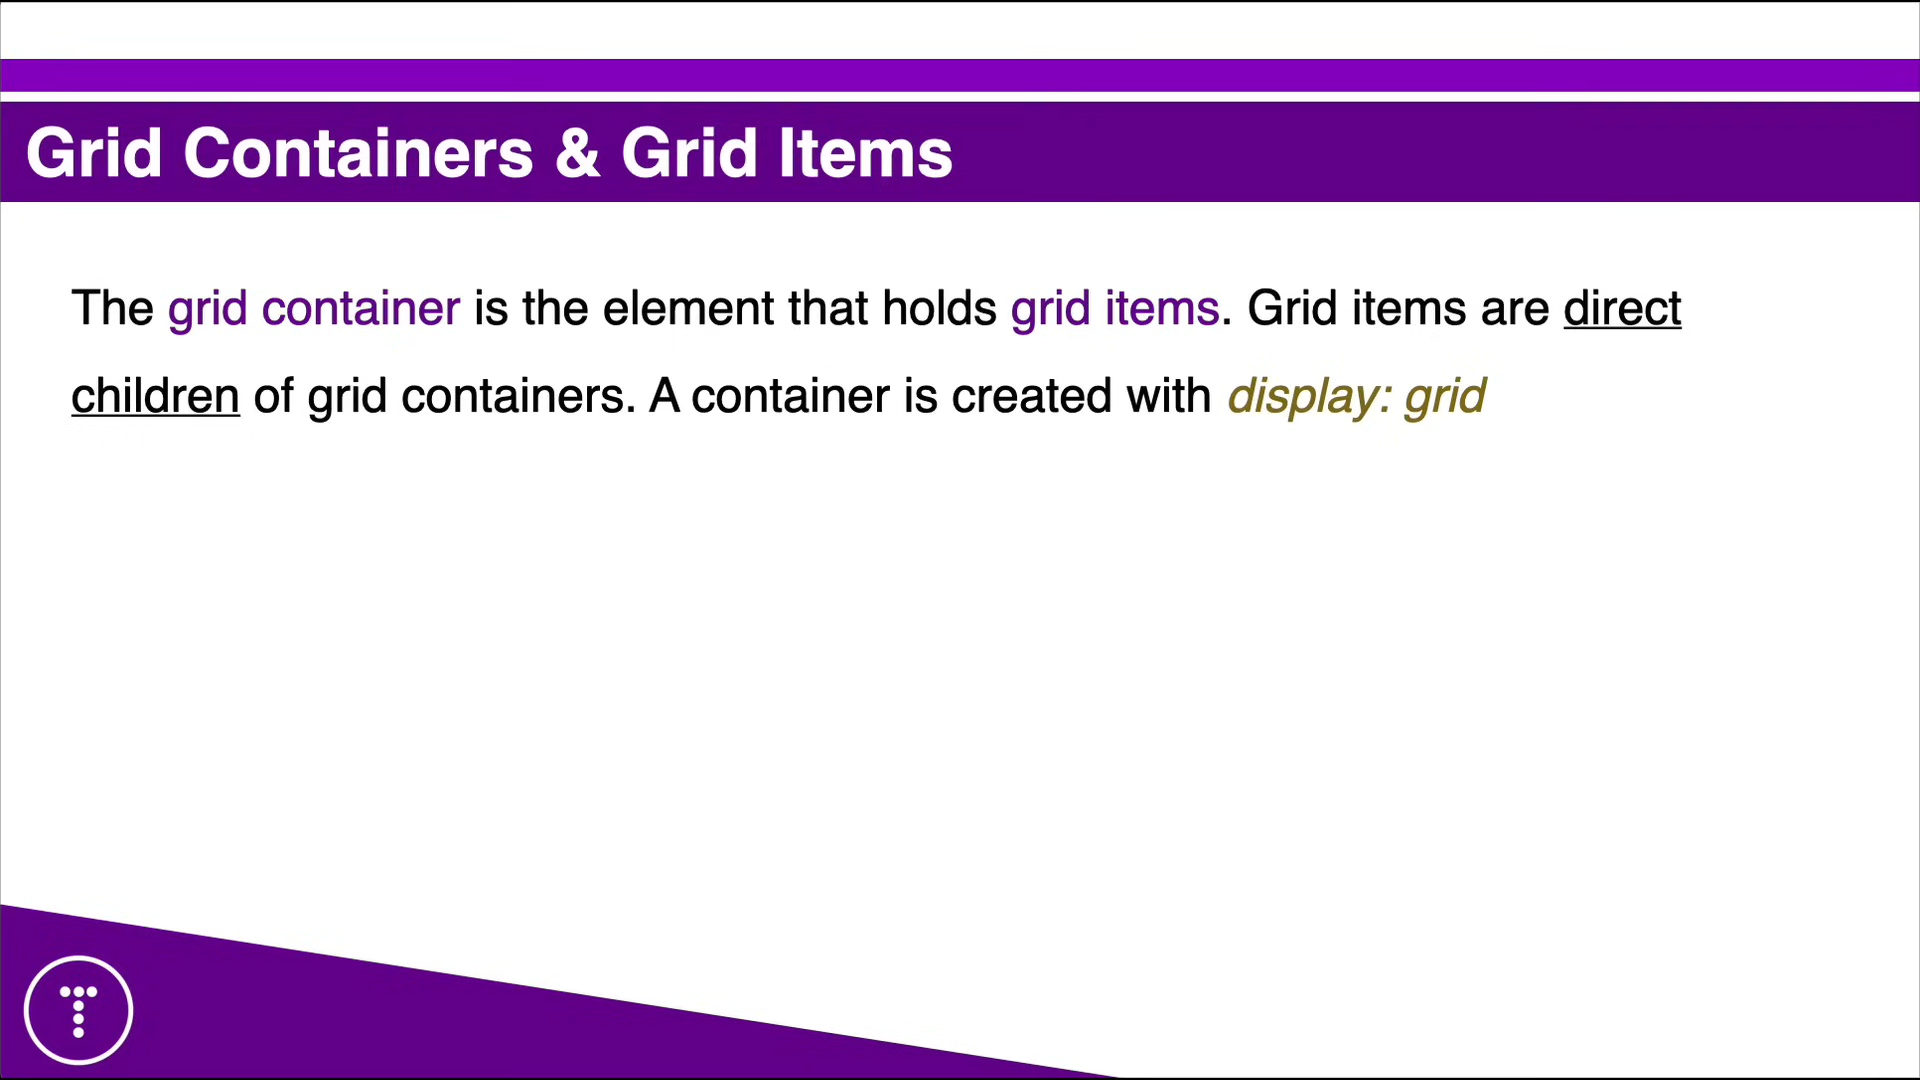 Grid Containers & Grid Items
The grid container is the element that holds grid items. Grid items are direct
children of grid containers. A container is created with display: grid
T